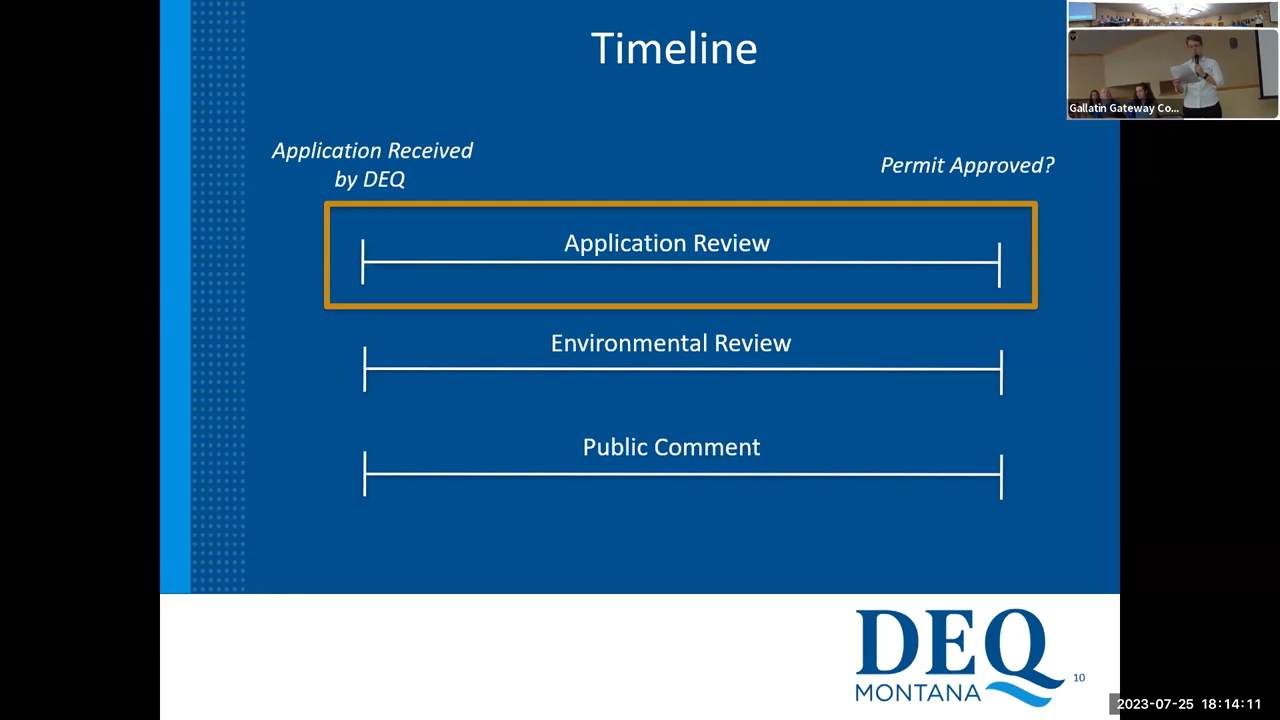 Timeline
Gallatin Gateway Co...
Application Received
by DEQ
Permit Approved?
Application Review
Environmental Review
Public Comment
DEQ
MONTANA
10
2023-07-25 18:14:11